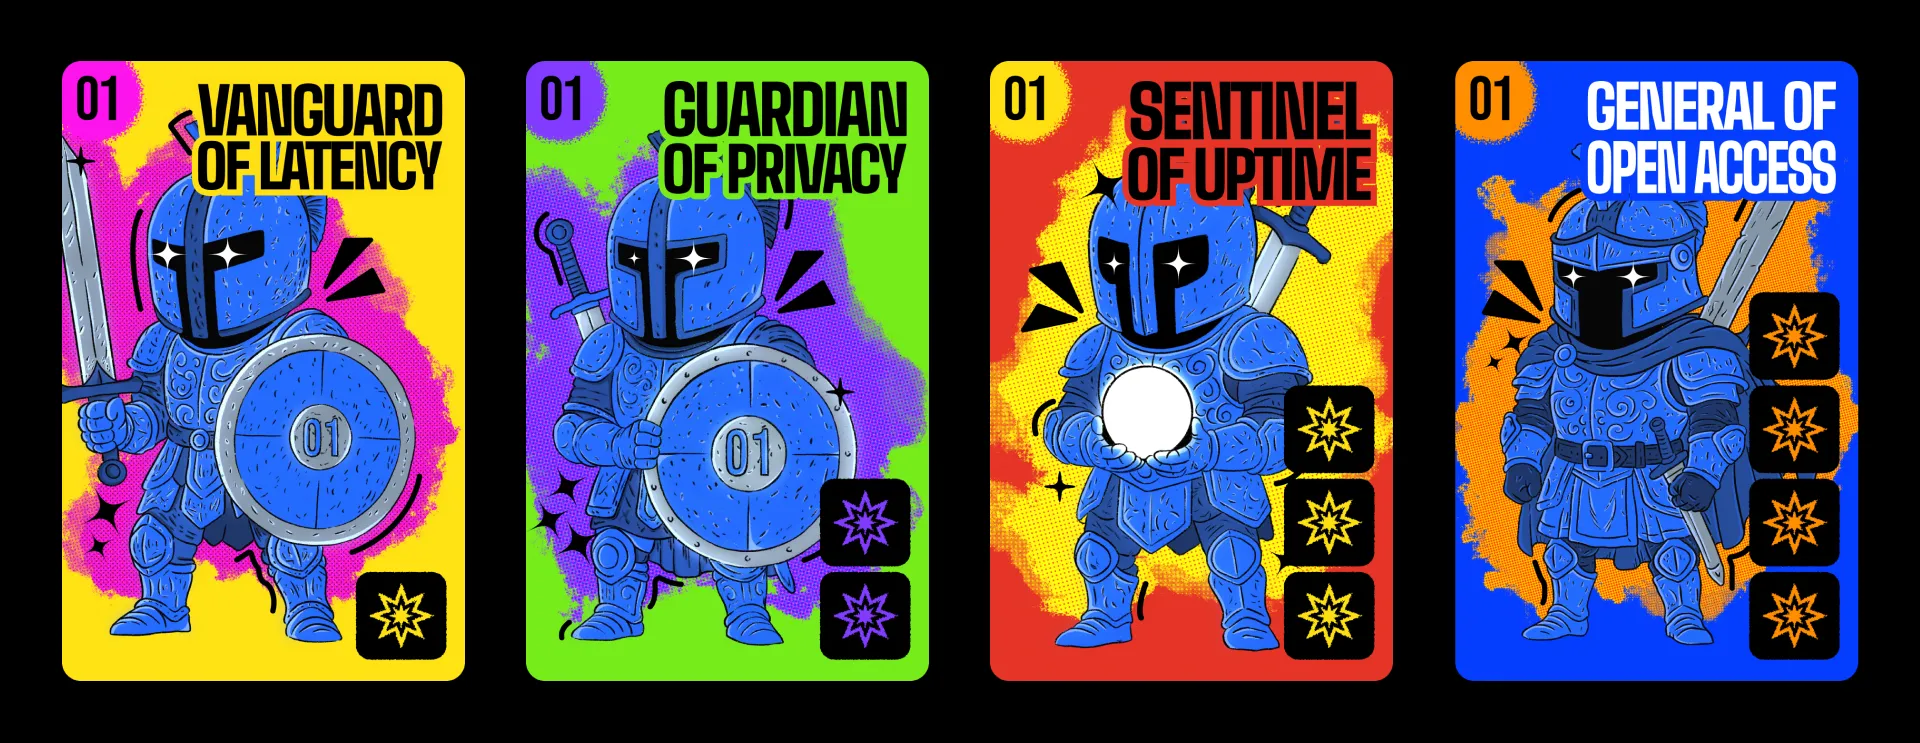 01
VANGUARD
OF LATENCY
01
01
GUARDIAN
OF PRIVACY
01
01
SENTINEL
OF UPTIME
01
GENERAL OF
OPEN ACCESS